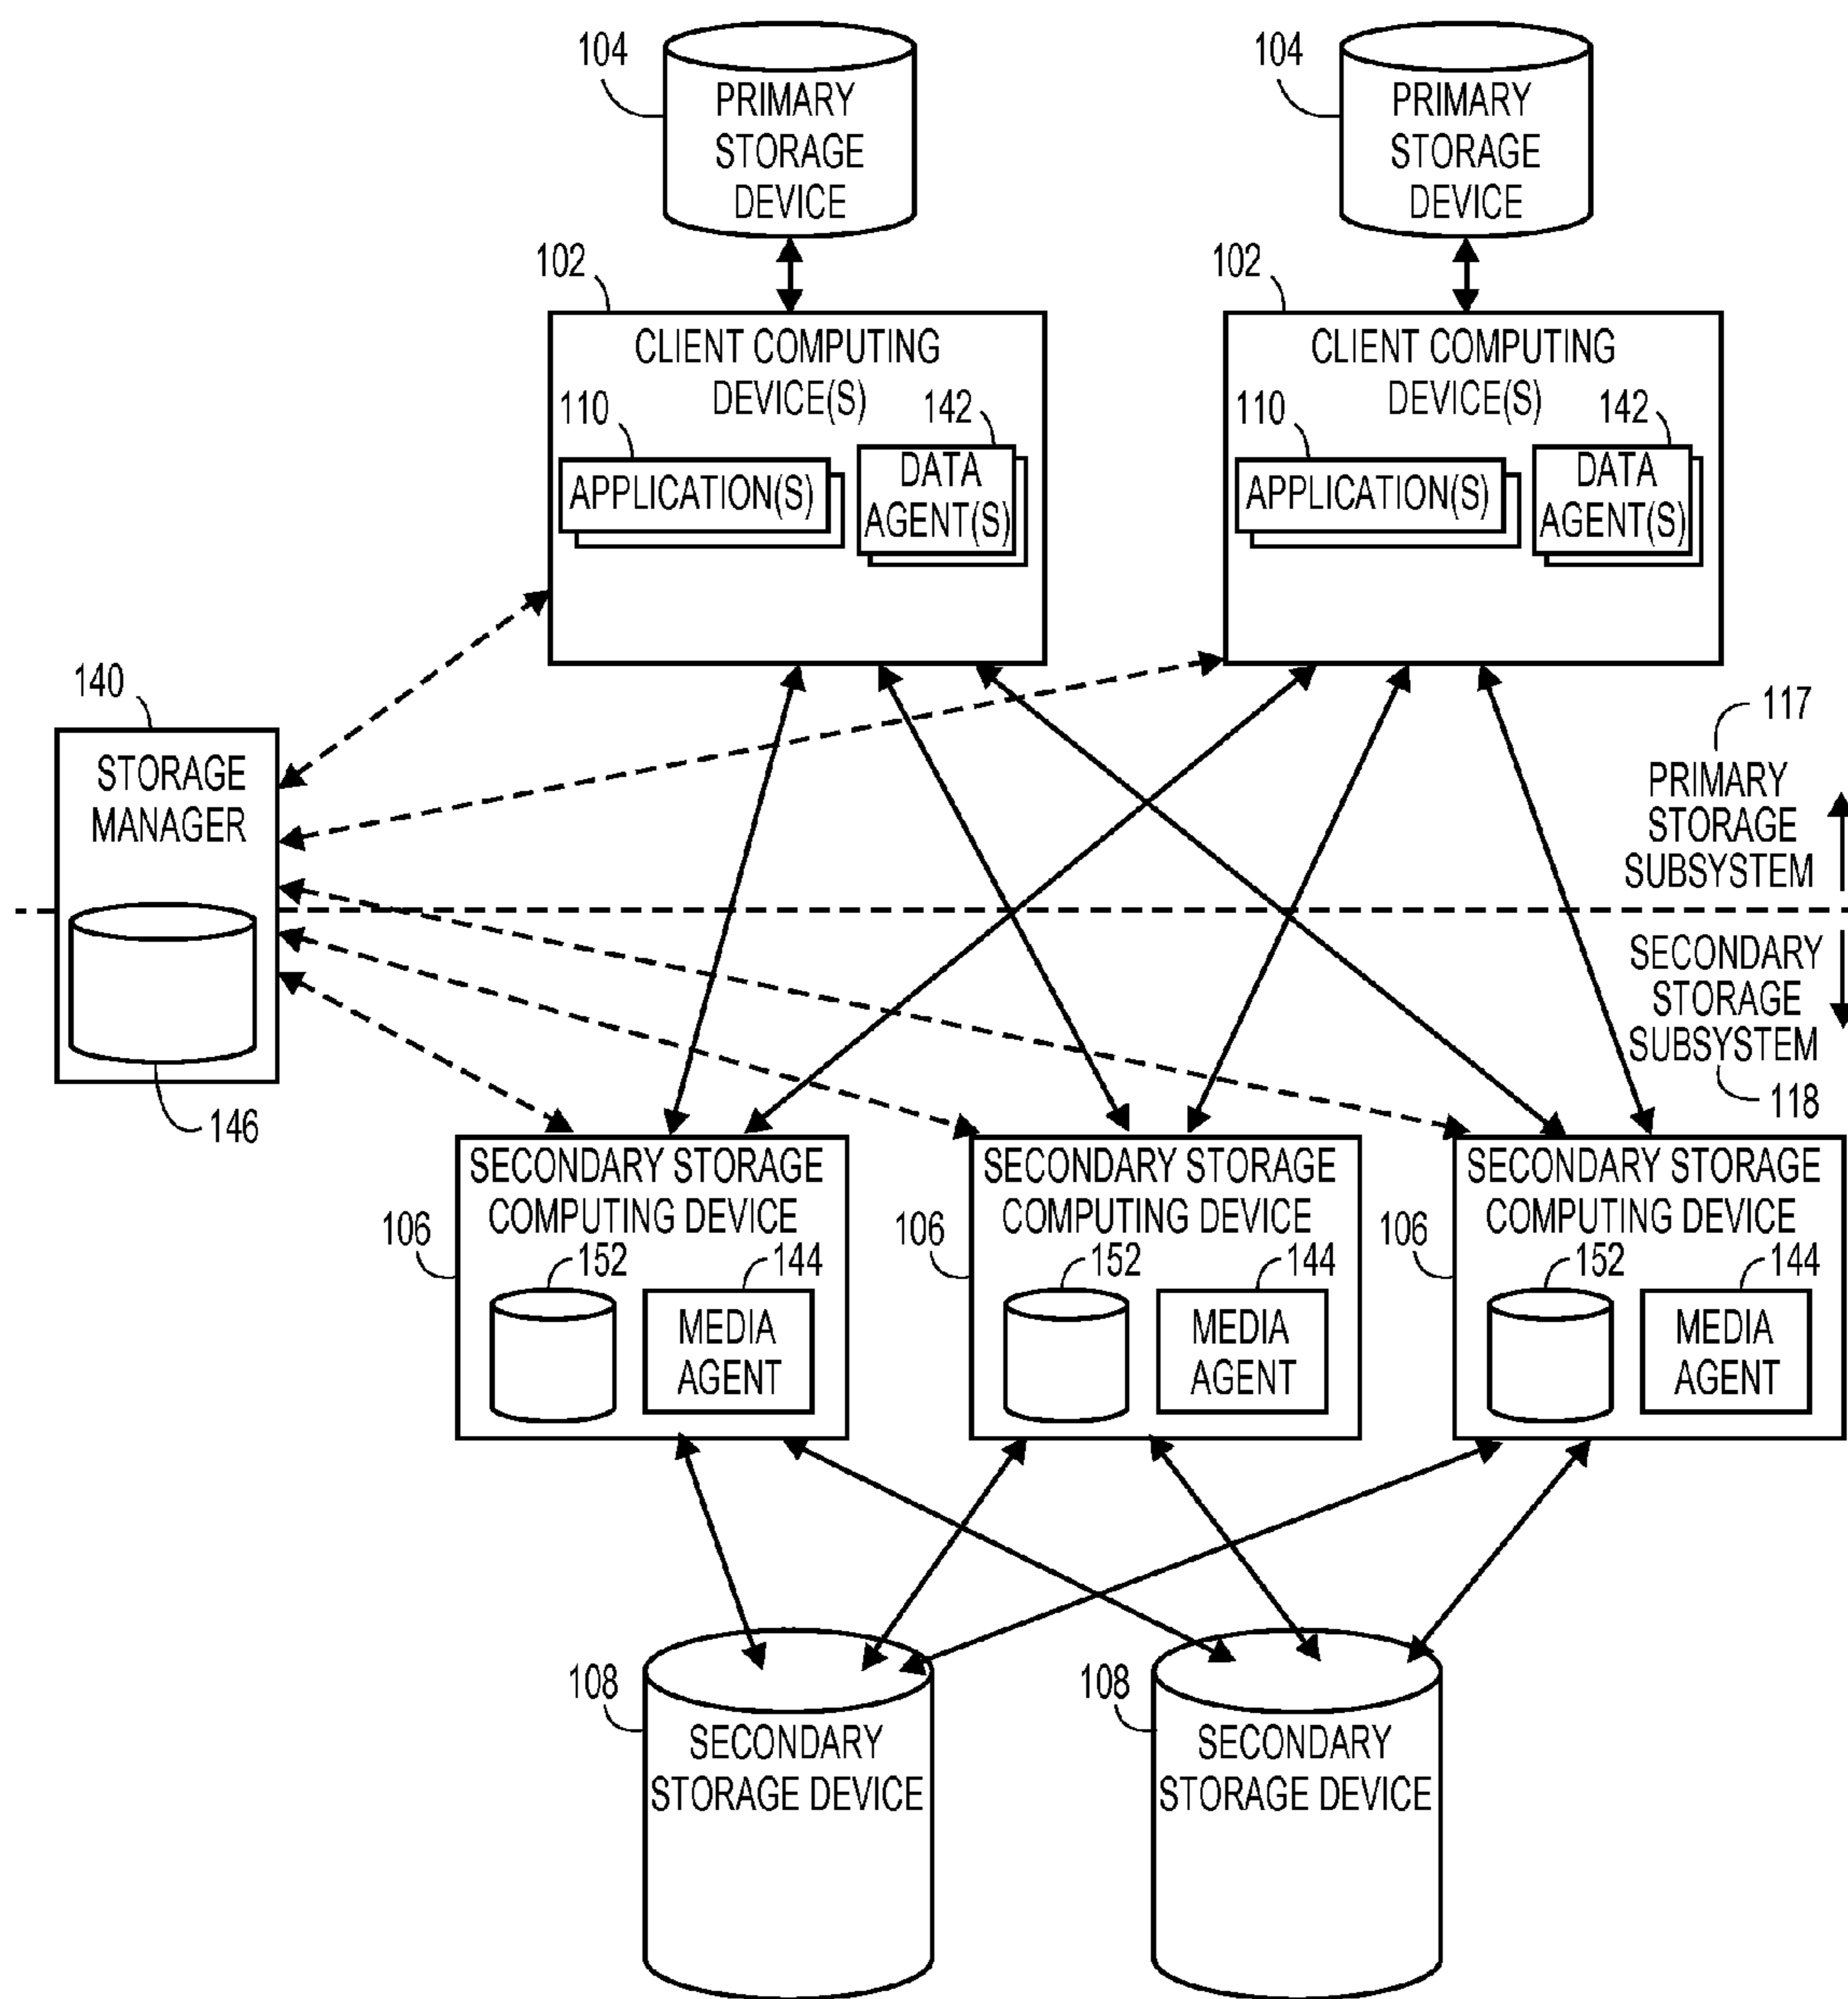 104
PRIMARY
STORAGE
DEVICE
104
PRIMARY
STORAGE
DEVICE
102
CLIENT COMPUTING
DEVICE(S)
110
142
APPLICATION(S)
DATA
AGENT(S)
102
CLIENT COMPUTING
DEVICE(S)
110
142
APPLICATION(S)
DATA
AGENT(S)
140
STORAGE
MANAGER
146
117
PRIMARY
STORAGE
SUBSYSTEM
SECONDARY
STORAGE
SUBSYSTEM
118
106
SECONDARY STORAGE
COMPUTING DEVICE
152
144
MEDIA
AGENT
106
SECONDARY STORAGE
COMPUTING DEVICE
152
144
MEDIA
AGENT
106
SECONDARY STORAGE
COMPUTING DEVICE
152
144
MEDIA
AGENT
108
SECONDARY
STORAGE DEVICE
108
SECONDARY
STORAGE DEVICE